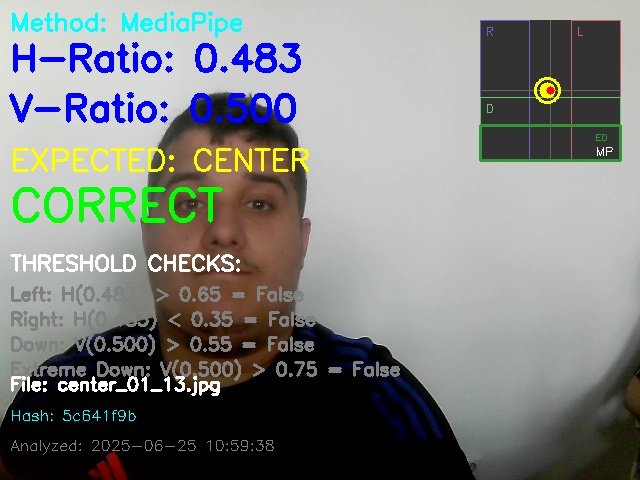 Method: MediaPipe
H-Ratio: 0.483
V-Ratio: 0.500
EXPECTED: CENTER
CORRECT
THRESHOLD CHECKS:
Left: H(0.483) > 0.65 = False
Right: H(0.483) < 0.35 = False
Down: V(0.500) > 0.55 = False
Extreme Down: V(0.500) > 0.75 = False
File: center_01_13.jpg
Hash: 5c641f9b
Analyzed: 2025-06-25 10:59:38
R L
D
ED
MP